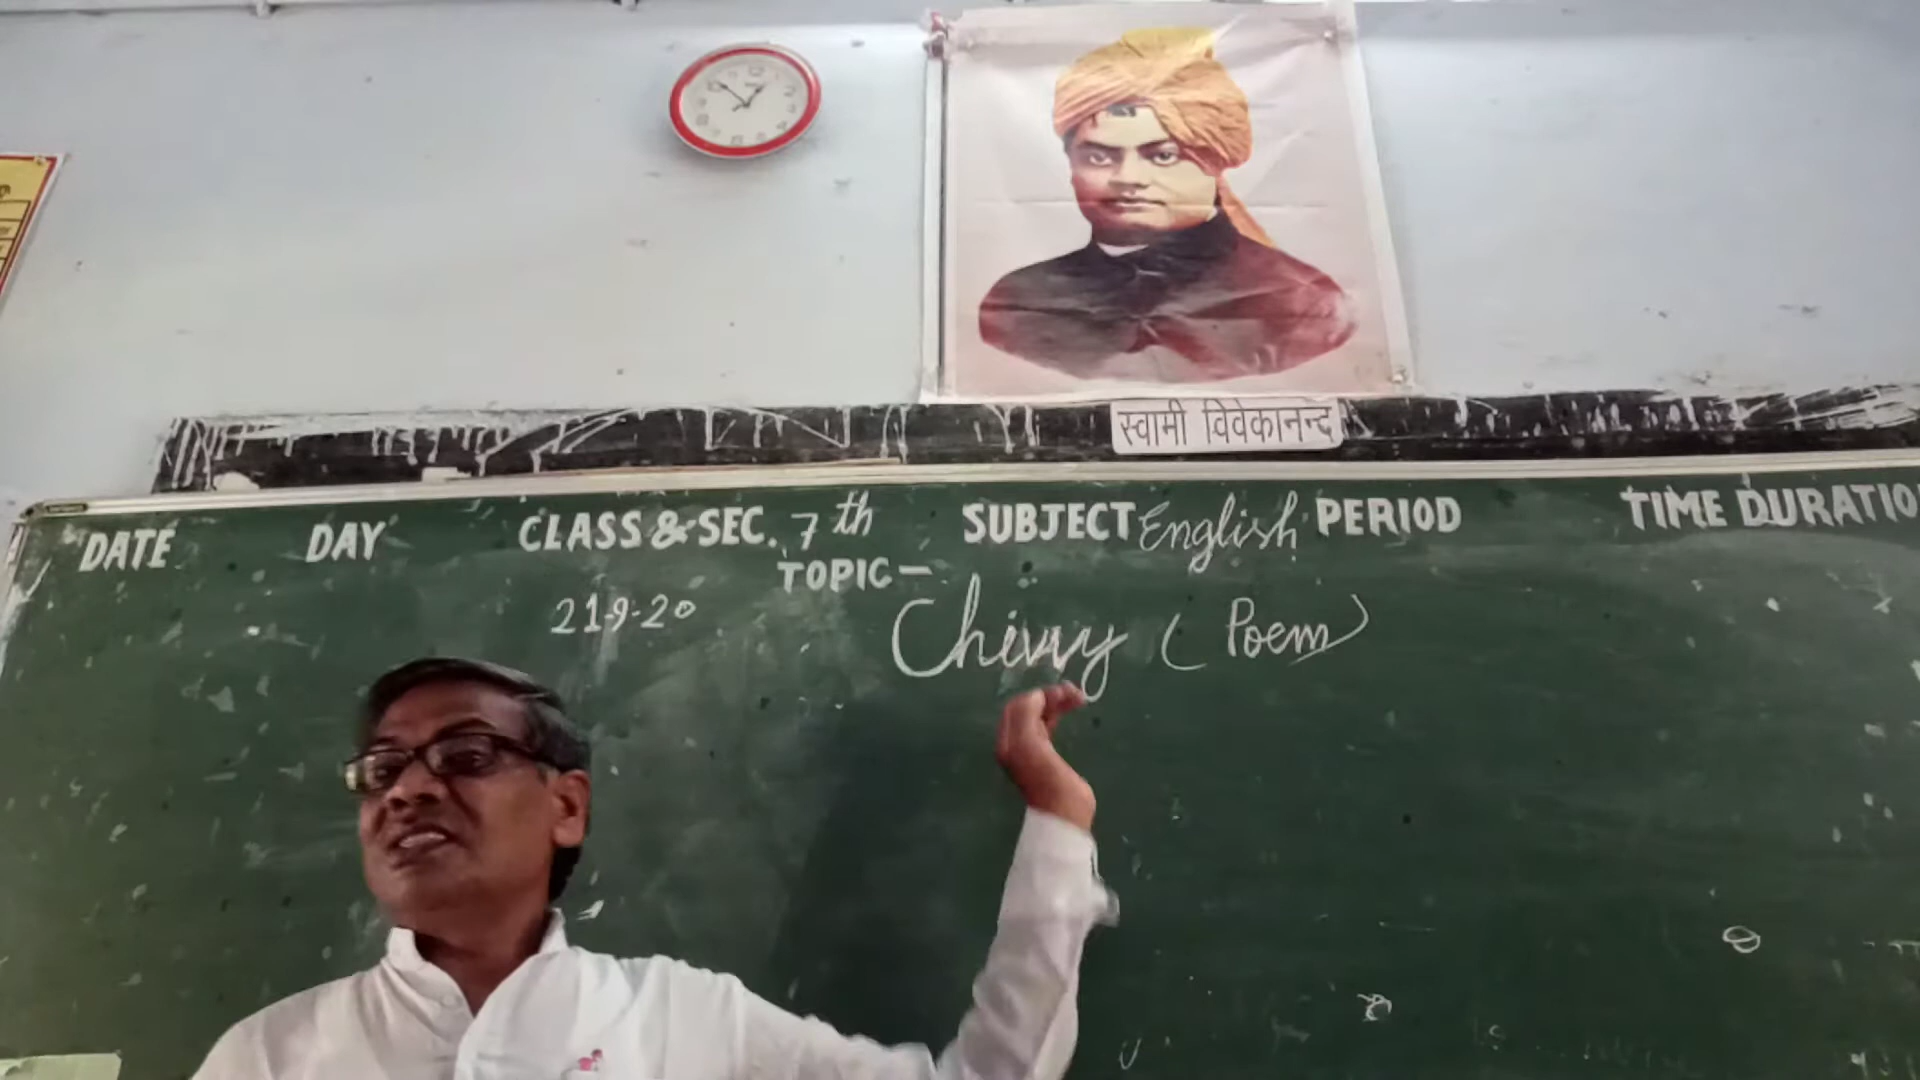 स्वामी विवेकानन्द
DATE DAY CLASS & SEC. 7th SUBJECT English PERIOD TIME DURATIO
TOPIC -
21-9-20 Chivvy ( Poem )